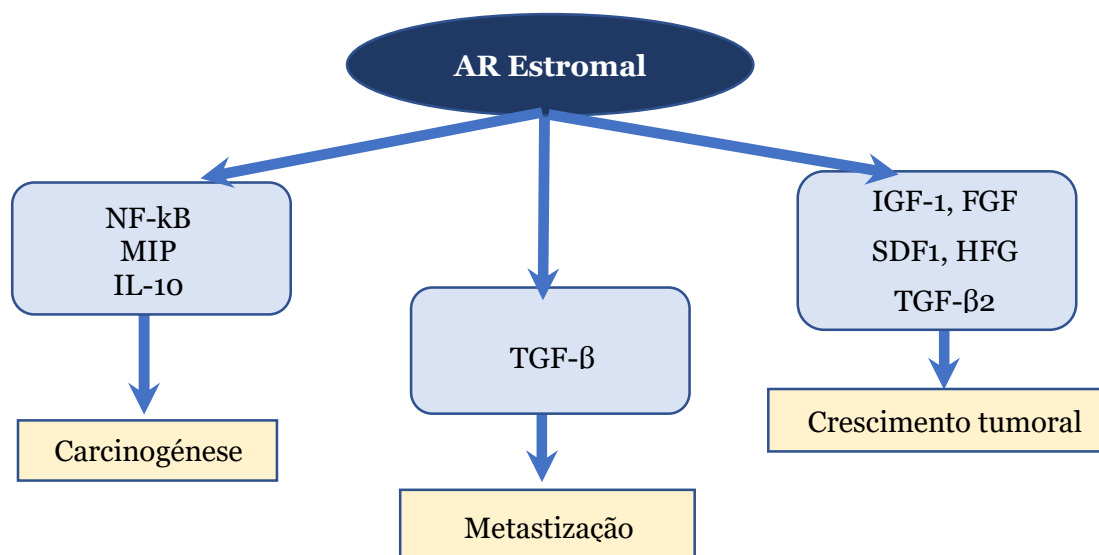 AR Estromal
NF-kB
MIP
IL-10
Carcinogénese
TGF-β
Metastização
IGF-1, FGF
SDF1, HFG
TGF-β2
Crescimento tumoral